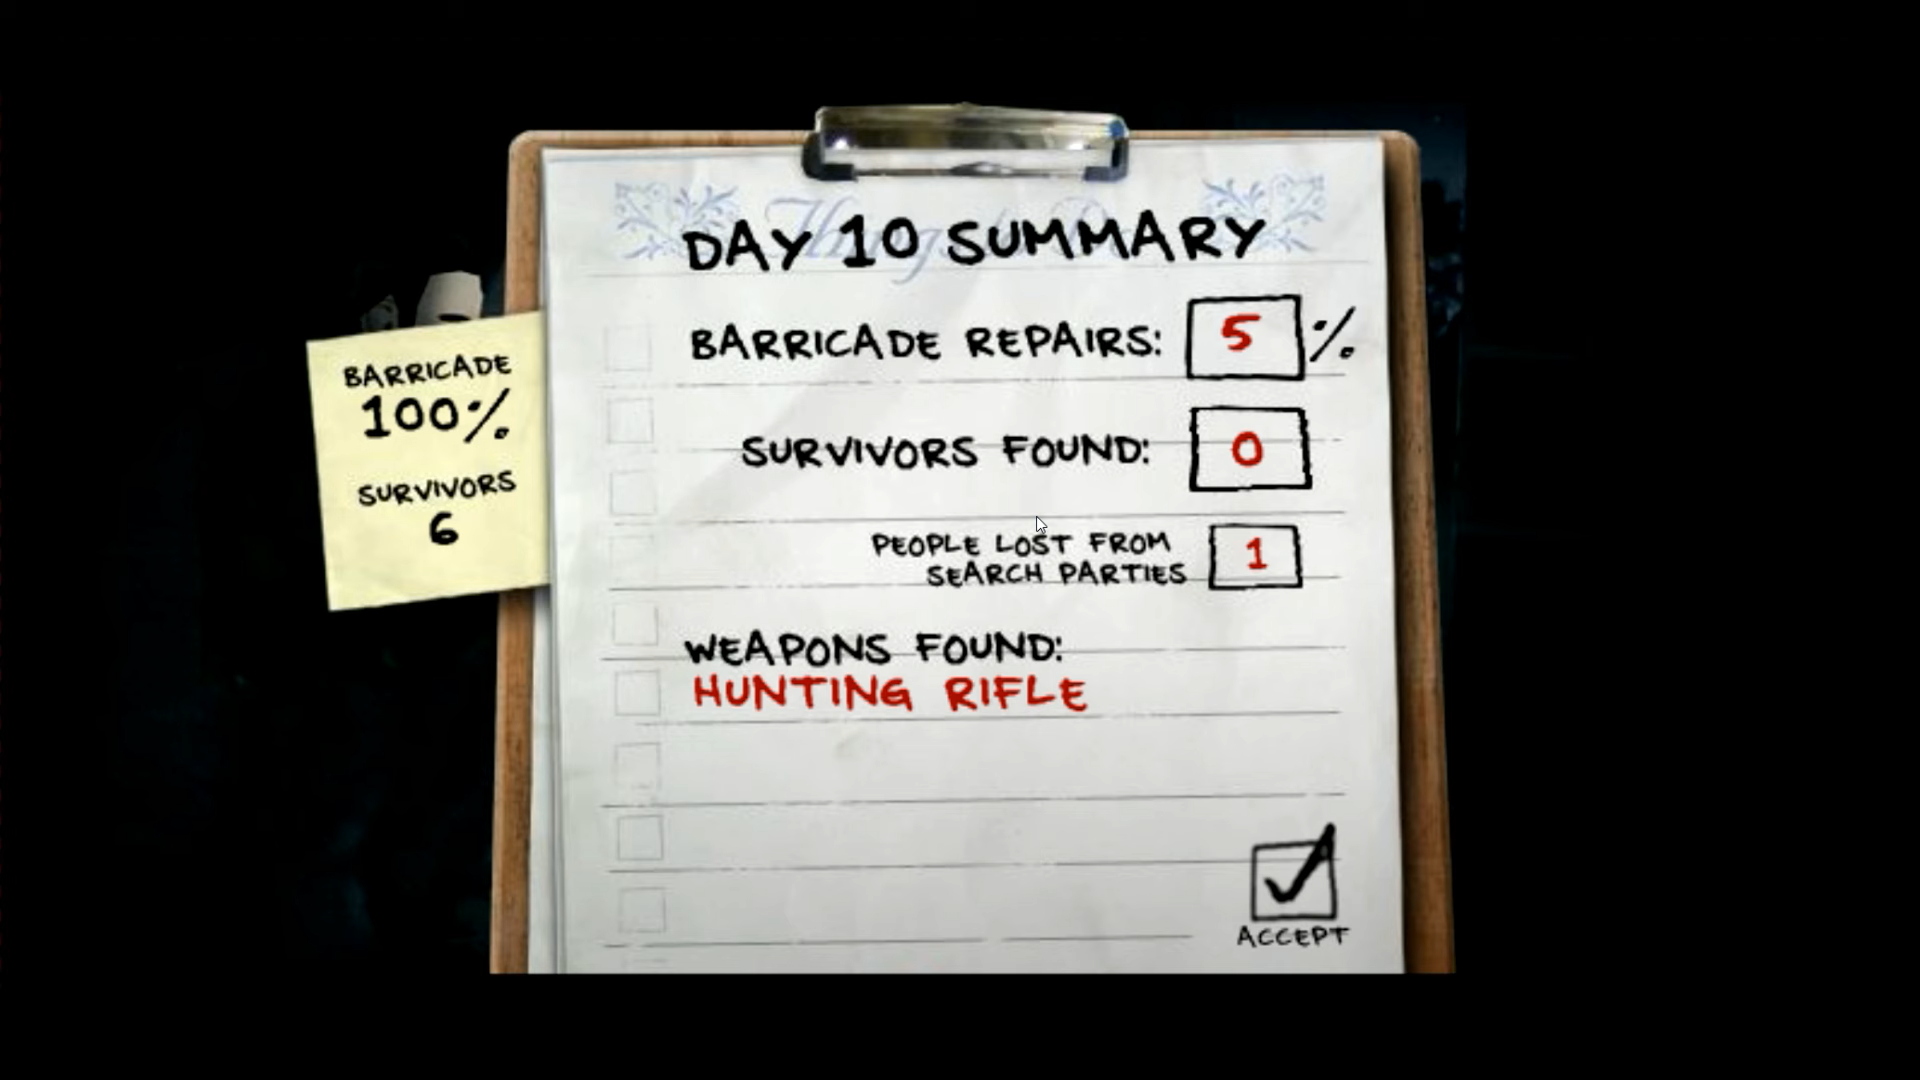 DAY 10 SUMMARY
BARRICADE REPAIRS: 5 %
SURVIVORS FOUND: 0
PEOPLE LOST FROM
SEARCH PARTIES 1
WEAPONS FOUND:
HUNTING RIFLE
ACCEPT
BARRICADE
100%
SURVIVORS
6